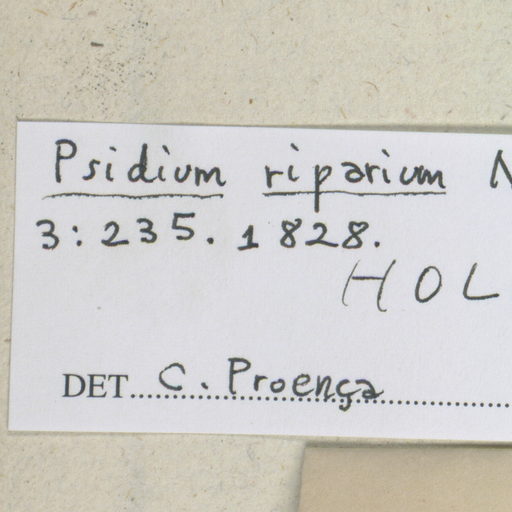 Psidium riparium
3:235. 1828.
HOL
DET.... C. Proença